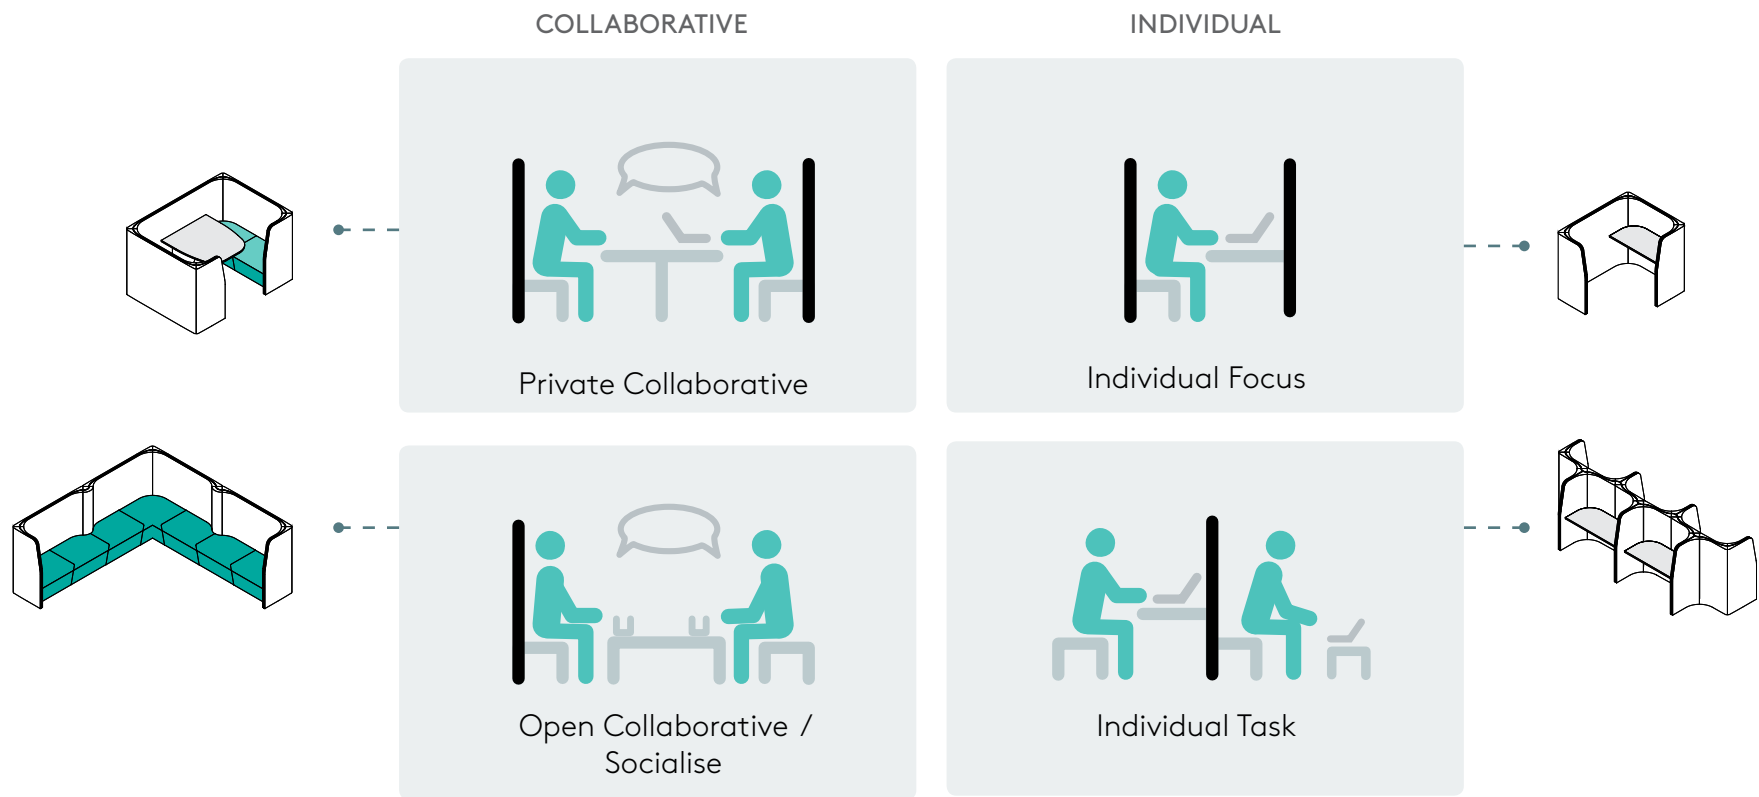 COLLABORATIVE
INDIVIDUAL
Private Collaborative
Individual Focus
Open Collaborative /
Socialise
Individual Task